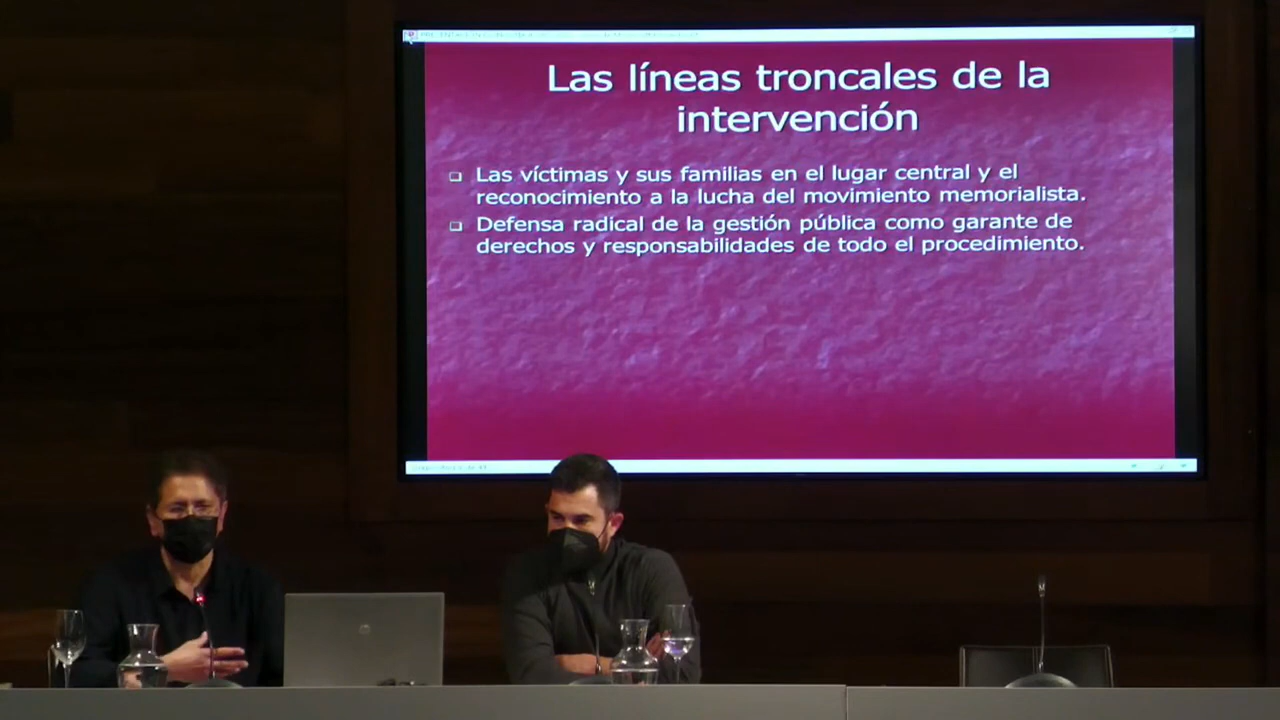 Las líneas troncales de la
intervención
Las víctimas y sus familias en el lugar central y el
reconocimiento a la lucha del movimiento memorialista.
Defensa radical de la gestión pública como garante de
derechos y responsabilidades de todo el procedimiento.